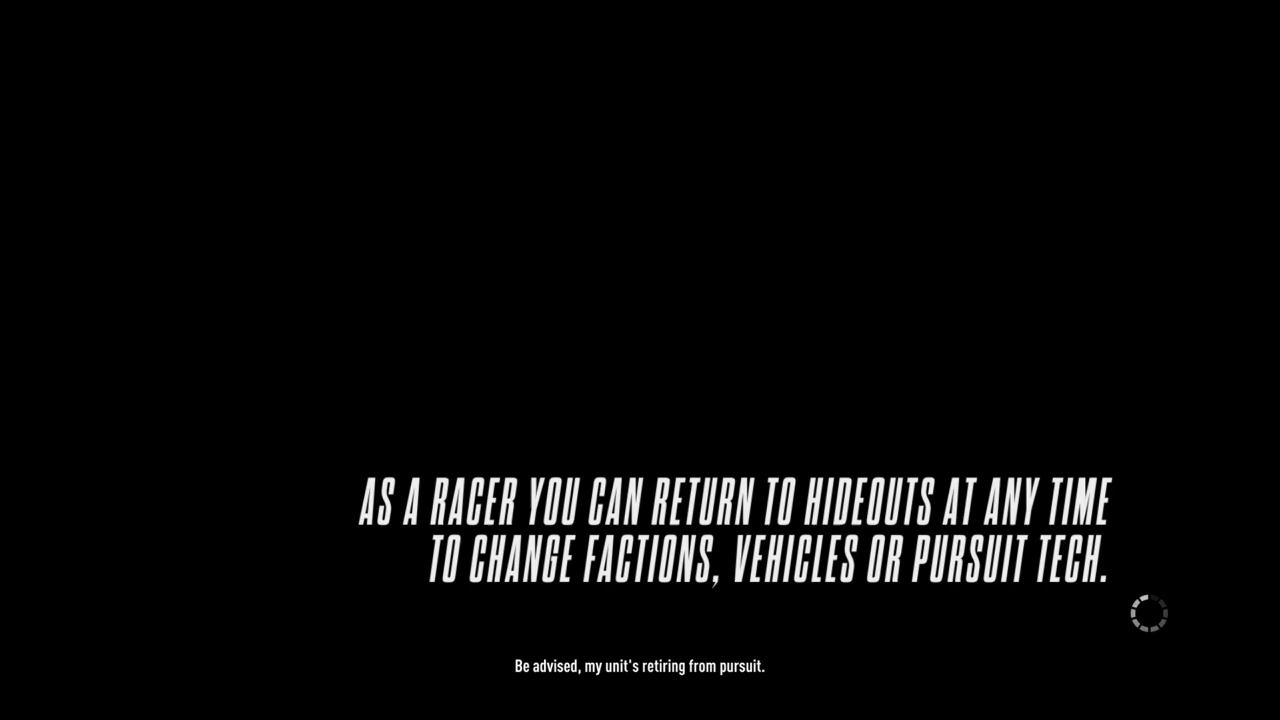 AS A RACER YOU CAN RETURN TO HIDEOUTS AT ANY TIME
TO CHANGE FACTIONS, VEHICLES OR PURSUIT TECH.
Be advised, my unit's retiring from pursuit.